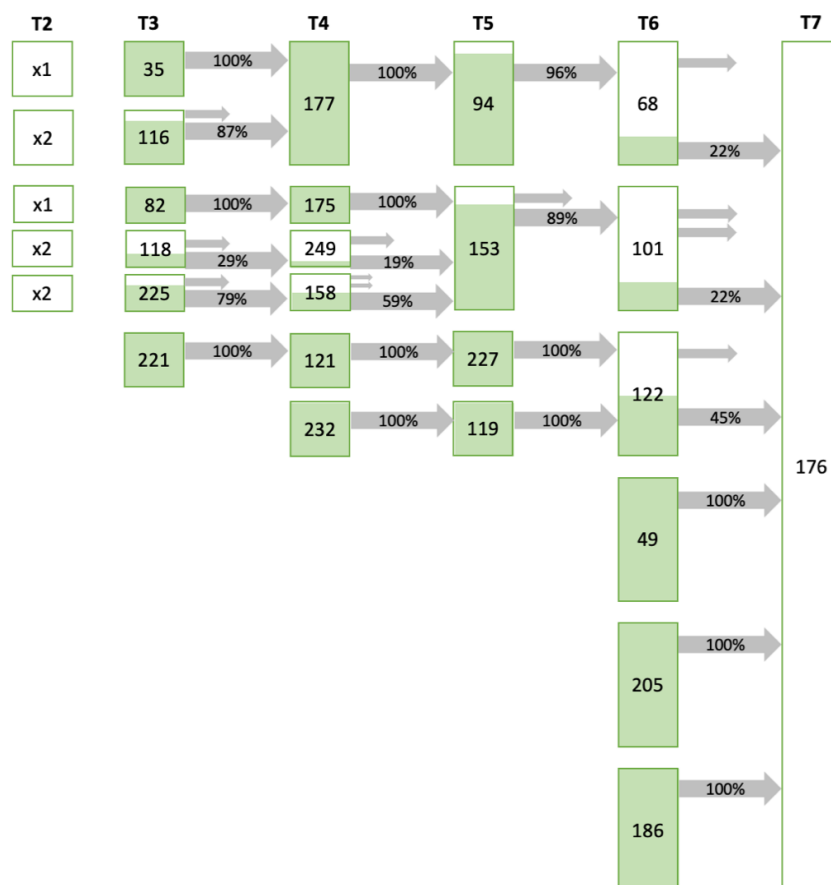 T2 T3 T4 T5 T6 T7
x1 35 100% 177 100% 94 96% 68
x2 116 87% 22%
x1 82 100% 175 100% 153 89% 101
x2 118 29% 249 19%
x2 225 79% 158 59% 22%
221 100% 121 100% 227 100% 122
232 100% 119 100% 45%
176
49 100%
205 100%
186 100%